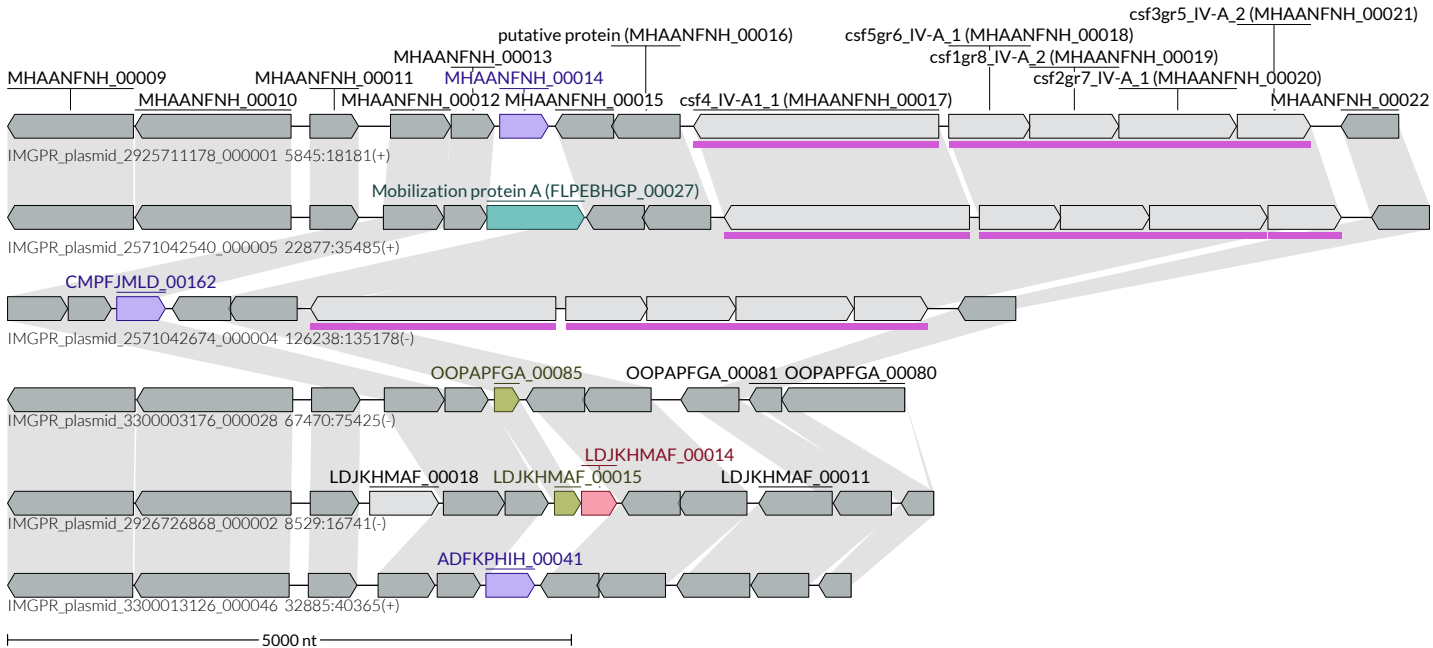 csf3gr5_IV-A_2 (MHAANFNH_00021)
putative protein (MHAANFNH_00016) csf5gr6_IV-A_1 (MHAANFNH_00018)
MHAANFNH_00013 csf1gr8_IV-A_2 (MHAANFNH_00019)
MHAANFNH_00009 MHAANFNH_00011 MHAANFNH_00014 csf2gr7_IV-A_1 (MHAANFNH_00020)
MHAANFNH_00010 MHAANFNH_00012 MHAANFNH_00015 csf4_IV-A1_1 (MHAANFNH_00017) MHAANFNH_00022
IMGPR_plasmid_2925711178_000001 5845:18181(+)
Mobilization protein A (FLPEBHGP_00027)
IMGPR_plasmid_2571042540_000005 22877:35485(+)
CMPFJMLD_00162
IMGPR_plasmid_2571042674_000004 126238:135178(-)
OOPAPFGA_00085 OOPAPFGA_00081 OOPAPFGA_00080
IMGPR_plasmid_3300003176_000028 67470:75425(-)
LDJKHMAF_00014
LDJKHMAF_00018 LDJKHMAF_00015 LDJKHMAF_00011
IMGPR_plasmid_2926726868_000002 8529:16741(-)
ADFKPHIH_00041
IMGPR_plasmid_3300013126_000046 32885:40365(+)
5000 nt